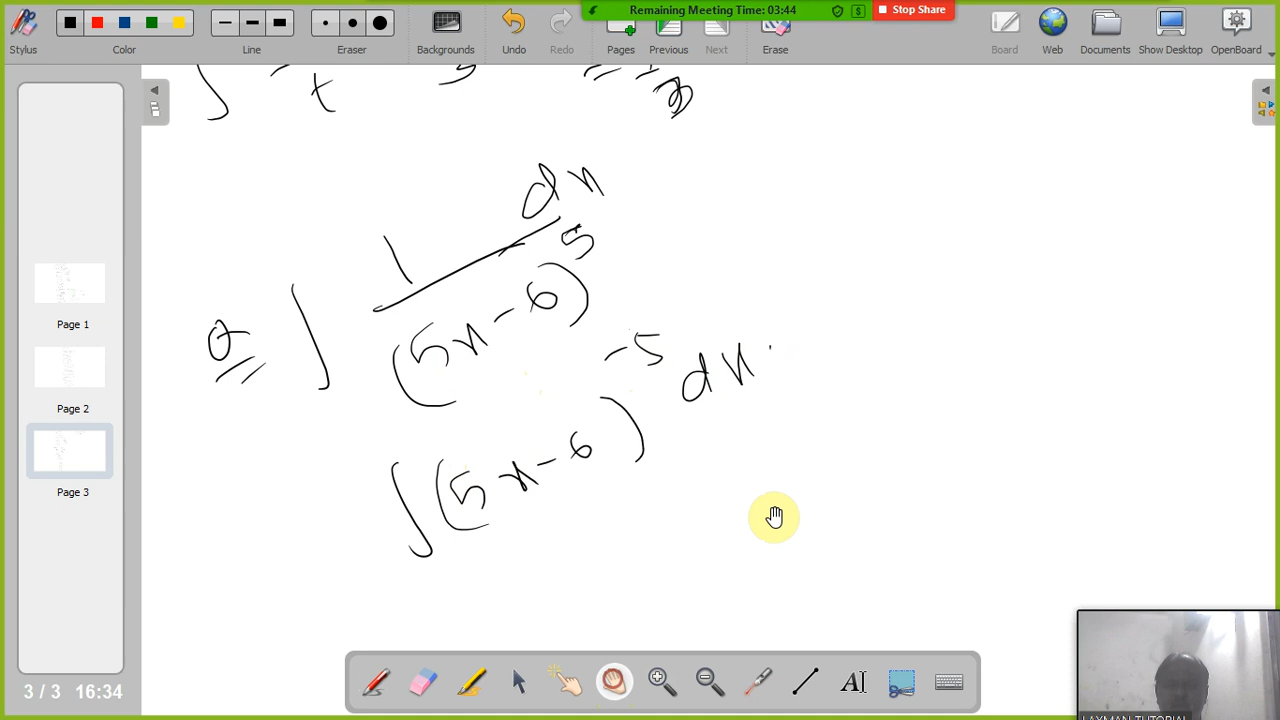 Remaining Meeting Time: 03:44
$
Stop Share
Stylus
Color
Line
Eraser
Backgrounds
Undo
Redo
Pages
Previous
Next
Erase
Board
Web
Documents
Show Desktop
OpenBoard
t
Page 1
Page 2
Page 3
Q ∫ 1 dx
(5x-6)^5
∫(5x-6)^-5 dx
3 / 3 16:34
LAXMAN TUTORIAL